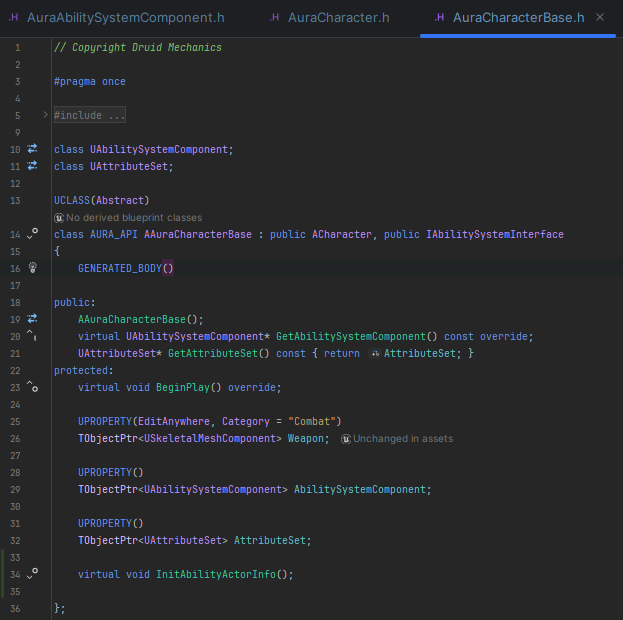 .H AuraAbilitySystemComponent.h .H AuraCharacter.h .H AuraCharacterBase.h ×
1 // Copyright Druid Mechanics
2
3 #pragma once
4
5 > #include ...
9
10 class UAbilitySystemComponent;
11 class UAttributeSet;
12
13 UCLASS(Abstract)
No derived blueprint classes
14 class AURA_API AAuraCharacterBase : public ACharacter, public IAbilitySystemInterface
15 {
16 GENERATED_BODY()
17
18 public:
19 AAuraCharacterBase();
20 virtual UAbilitySystemComponent* GetAbilitySystemComponent() const override;
21 UAttributeSet* GetAttributeSet() const { return AttributeSet; }
22 protected:
23 virtual void BeginPlay() override;
24
25 UPROPERTY(EditAnywhere, Category = "Combat")
26 TObjectPtr<USkeletalMeshComponent> Weapon; Unchanged in assets
27
28 UPROPERTY()
29 TObjectPtr<UAbilitySystemComponent> AbilitySystemComponent;
30
31 UPROPERTY()
32 TObjectPtr<UAttributeSet> AttributeSet;
33
34 virtual void InitAbilityActorInfo();
35
36 };